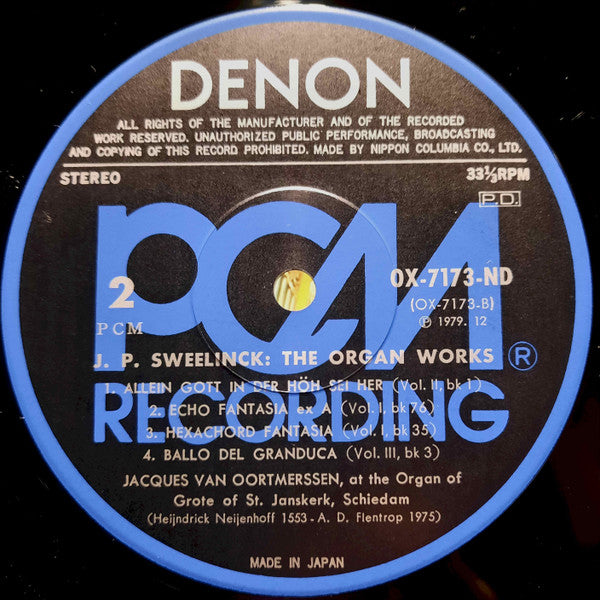 DENON
ALL RIGHTS OF THE MANUFACTURER AND OF THE RECORDED
WORK RESERVED. UNAUTHORIZED PUBLIC PERFORMANCE, BROADCASTING
AND COPYING OF THIS RECORD PROHIBITED. MADE BY NIPPON COLUMBIA CO., LTD.
STEREO 33⅓RPM
P.D.
PCM
2 OX-7173-ND
(OX-7173-B)
PCM ℗ 1979. 12
J. P. SWEELINCK: THE ORGAN WORKS ®
1. ALLEIN GOTT IN DER HÖH SEI HER (Vol. II, bk 1)
RECORDING
2. ECHO FANTASIA ex A (Vol. I, bk 76)
3. HEXACHORD FANTASIA (Vol. I, bk 35)
4. BALLO DEL GRANDUCA (Vol. III, bk 3)
JACQUES VAN OORTMERSSEN, at the Organ of
Grote of St. Janskerk, Schiedam
(Heijndrick Neijenhoff 1553 - A. D. Flentrop 1975)
MADE IN JAPAN